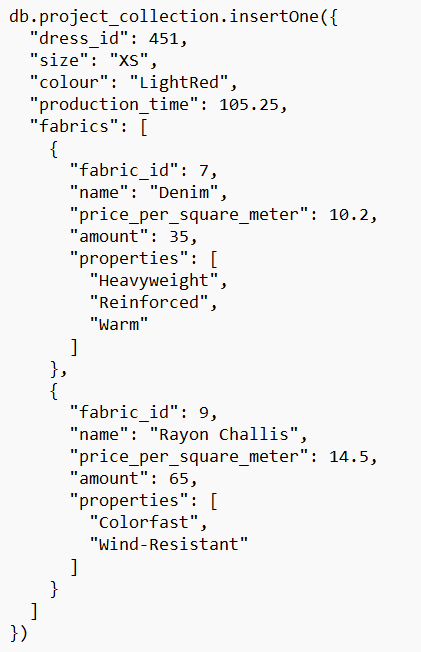 db.project_collection.insertOne({
  "dress_id": 451,
  "size": "XS",
  "colour": "LightRed",
  "production_time": 105.25,
  "fabrics": [
    {
      "fabric_id": 7,
      "name": "Denim",
      "price_per_square_meter": 10.2,
      "amount": 35,
      "properties": [
        "Heavyweight",
        "Reinforced",
        "Warm"
      ]
    },
    {
      "fabric_id": 9,
      "name": "Rayon Challis",
      "price_per_square_meter": 14.5,
      "amount": 65,
      "properties": [
        "Colorfast",
        "Wind-Resistant"
      ]
    }
  ]
})